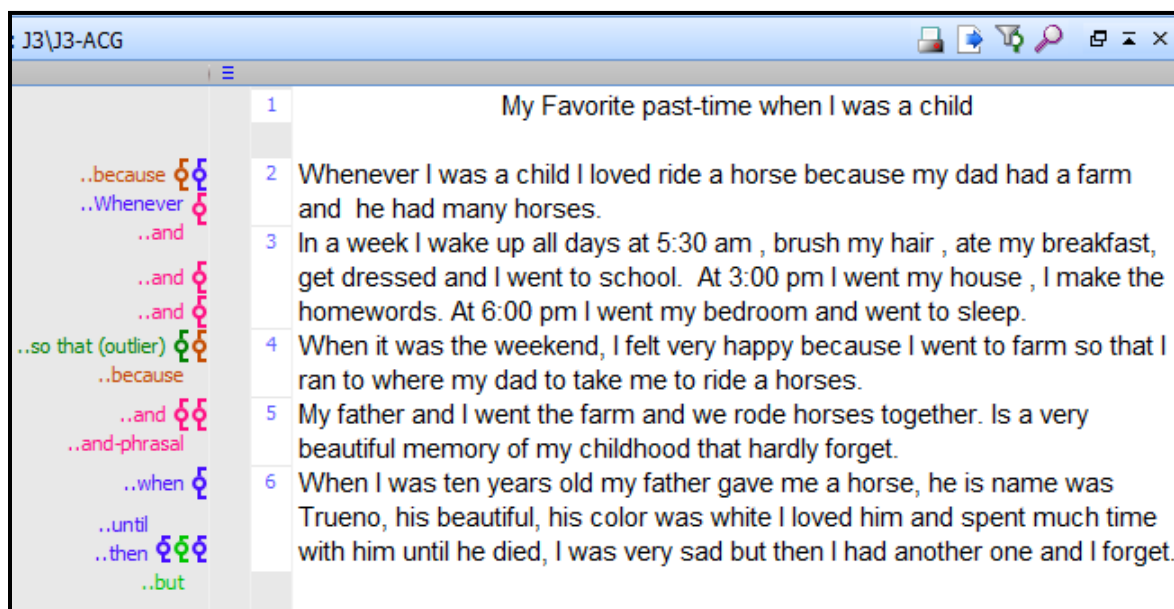 : J3\J3-ACG
1 My Favorite past-time when I was a child
..because 2 Whenever I was a child I loved ride a horse because my dad had a farm
..Whenever and he had many horses.
..and 3 In a week I wake up all days at 5:30 am , brush my hair , ate my breakfast,
..and get dressed and I went to school. At 3:00 pm I went my house , I make the
..and homewords. At 6:00 pm I went my bedroom and went to sleep.
..so that (outlier) 4 When it was the weekend, I felt very happy because I went to farm so that I
..because ran to where my dad to take me to ride a horses.
..and 5 My father and I went the farm and we rode horses together. Is a very
..and-phrasal beautiful memory of my childhood that hardly forget.
..when 6 When I was ten years old my father gave me a horse, he is name was
..until Trueno, his beautiful, his color was white I loved him and spent much time
..then with him until he died, I was very sad but then I had another one and I forget.
..but